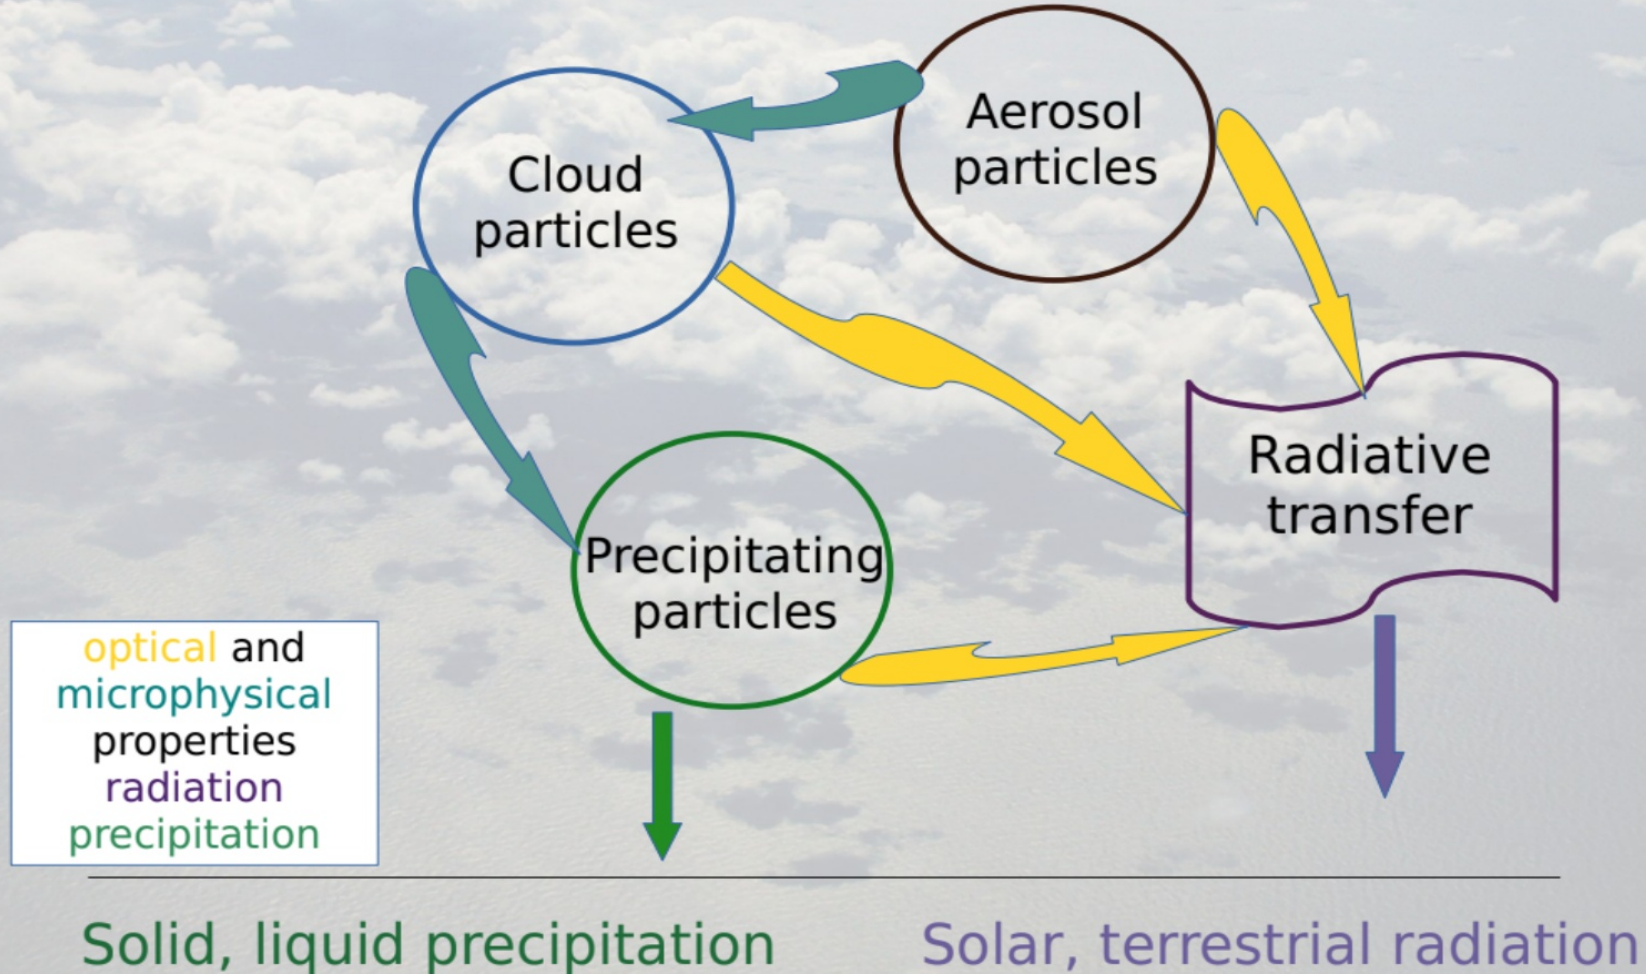 Aerosol
particles
Cloud
particles
Radiative
transfer
Precipitating
particles
optical and
microphysical
properties
radiation
precipitation
Solid, liquid precipitation
Solar, terrestrial radiation